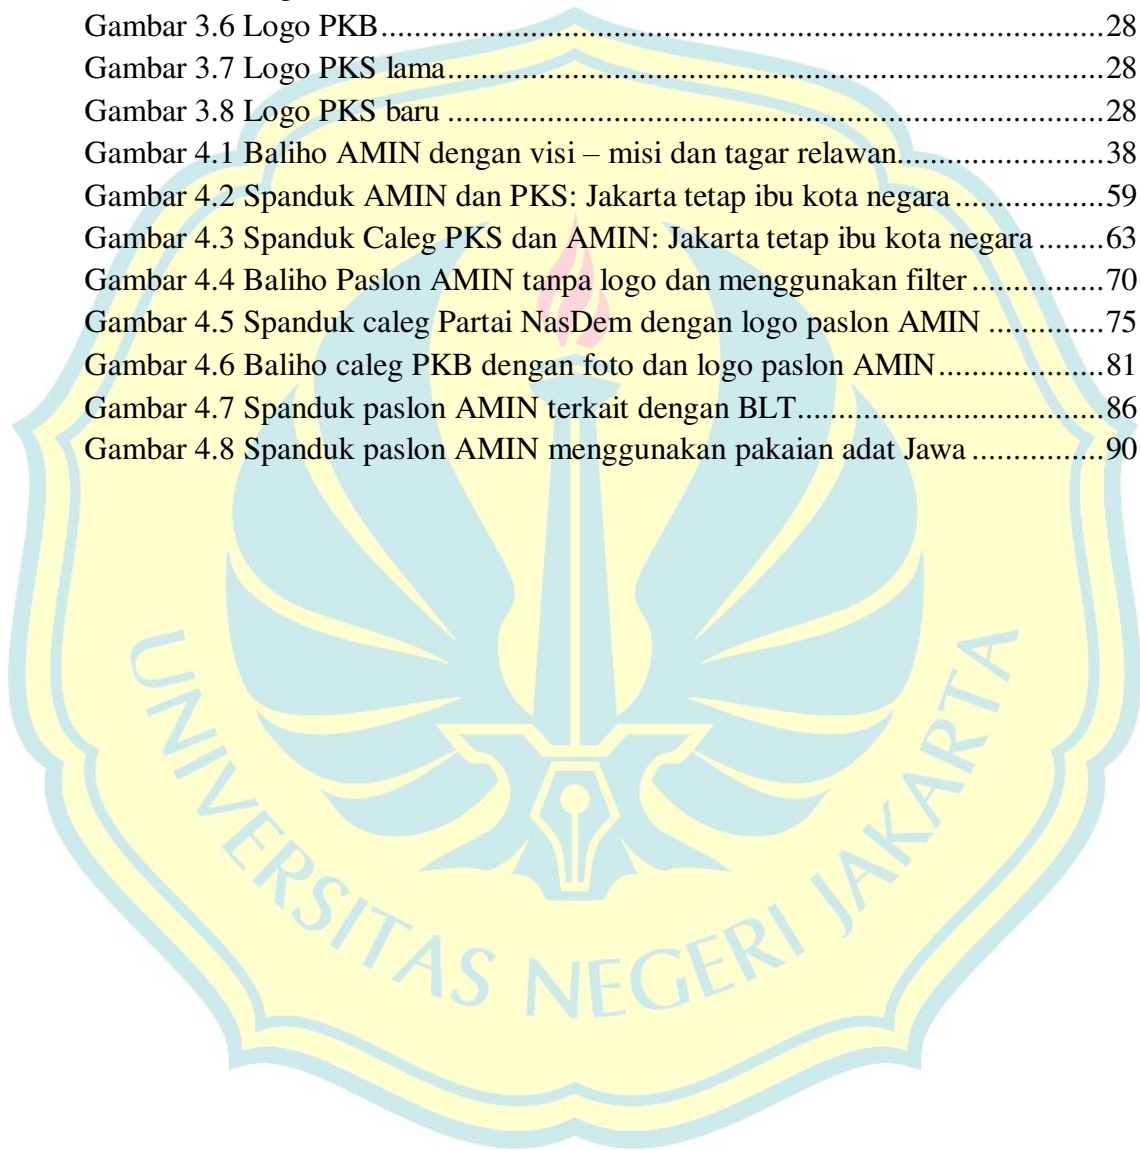 Gambar 3.6 Logo PKB....................................................................................28
Gambar 3.7 Logo PKS lama............................................................................28
Gambar 3.8 Logo PKS baru ............................................................................28
Gambar 4.1 Baliho AMIN dengan visi – misi dan tagar relawan........................38
Gambar 4.2 Spanduk AMIN dan PKS: Jakarta tetap ibu kota negara.................59
Gambar 4.3 Spanduk Caleg PKS dan AMIN: Jakarta tetap ibu kota negara ........63
Gambar 4.4 Baliho Paslon AMIN tanpa logo dan menggunakan filter ...............70
Gambar 4.5 Spanduk caleg Partai NasDem dengan logo paslon AMIN .............75
Gambar 4.6 Baliho caleg PKB dengan foto dan logo paslon AMIN...................81
Gambar 4.7 Spanduk paslon AMIN terkait dengan BLT...................................86
Gambar 4.8 Spanduk paslon AMIN menggunakan pakaian adat Jawa ...............90
UNIVERSITAS NEGERI JAKARTA